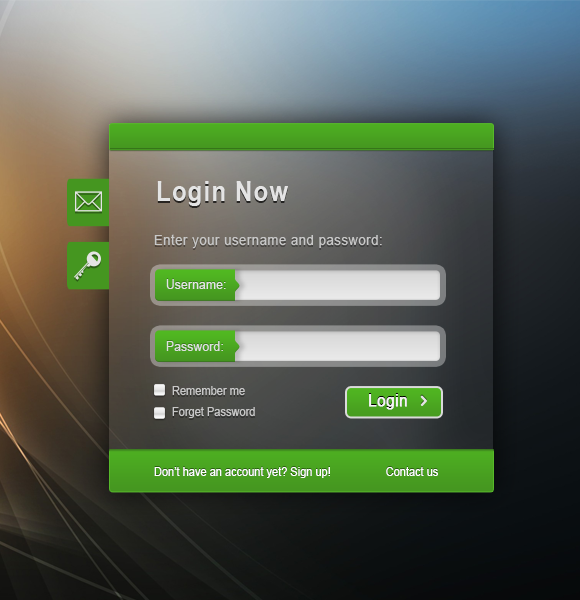 Login Now
Enter your username and password:
Username:
Password:
Remember me
Forget Password
Login
Don't have an account yet? Sign up!
Contact us